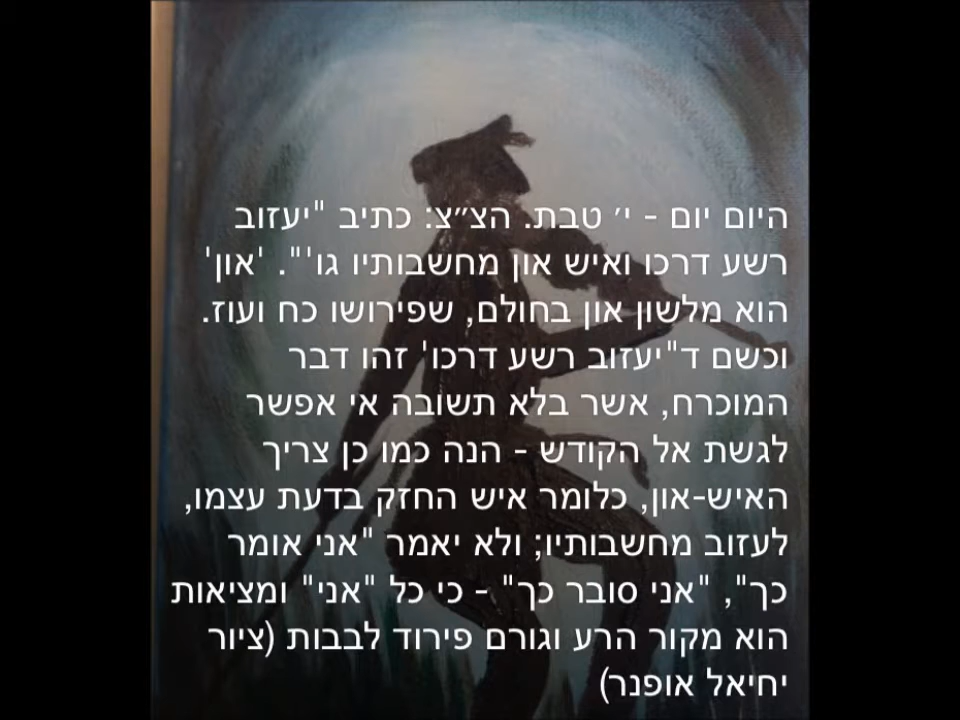 היום יום - י׳ טבת. הצ״צ: כתיב "יעזוב
רשע דרכו ואיש און מחשבותיו גו'". 'און'
הוא מלשון און בחולם, שפירושו כח ועוז.
וכשם ד"יעזוב רשע דרכו' זהו דבר
המוכרח, אשר בלא תשובה אי אפשר
לגשת אל הקודש - הנה כמו כן צריך
האיש-און, כלומר איש החזק בדעת עצמו,
לעזוב מחשבותיו; ולא יאמר "אני אומר
כך", "אני סובר כך" - כי כל "אני" ומציאות
הוא מקור הרע וגורם פירוד לבבות (ציור
יחיאל אופנר)